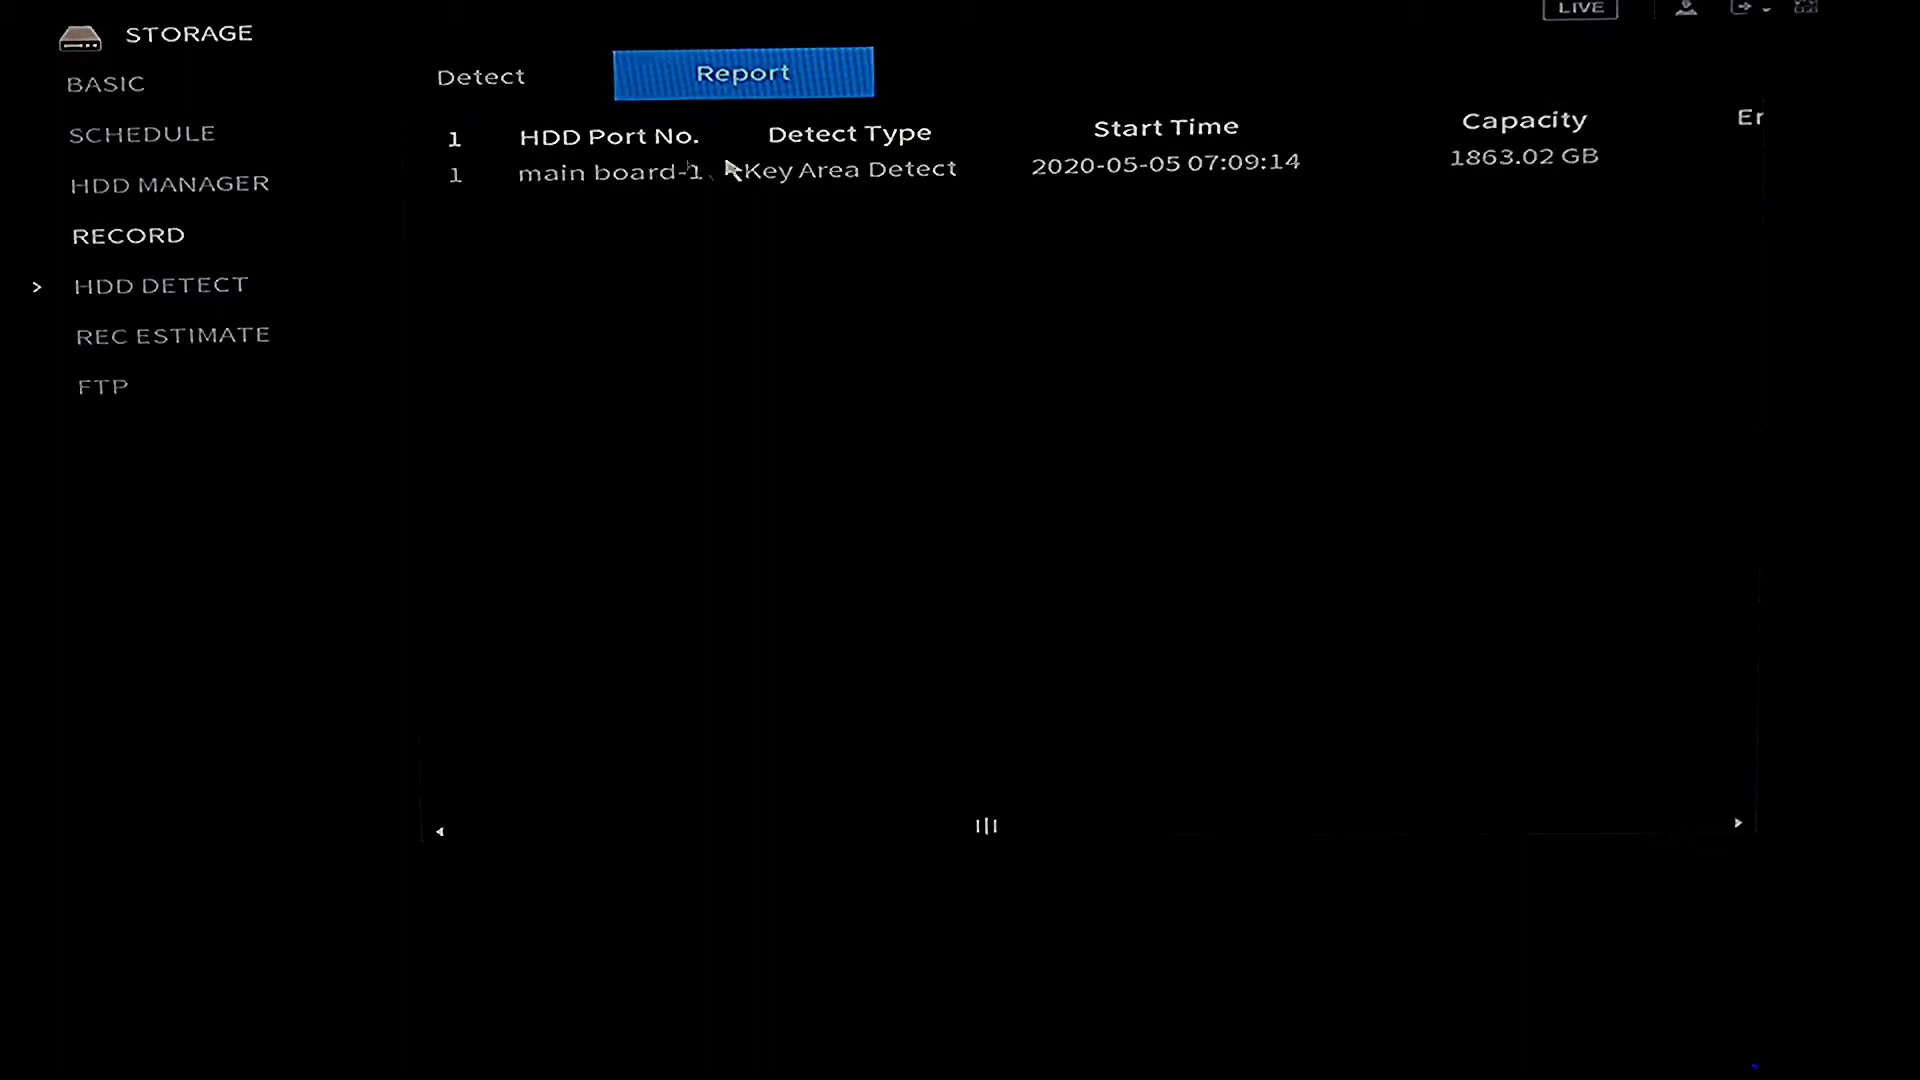 LIVE
STORAGE
BASIC
SCHEDULE
HDD MANAGER
RECORD
> HDD DETECT
REC ESTIMATE
FTP
Detect Report
1 HDD Port No. Detect Type Start Time Capacity Er
1 main board-1 Key Area Detect 2020-05-05 07:09:14 1863.02 GB